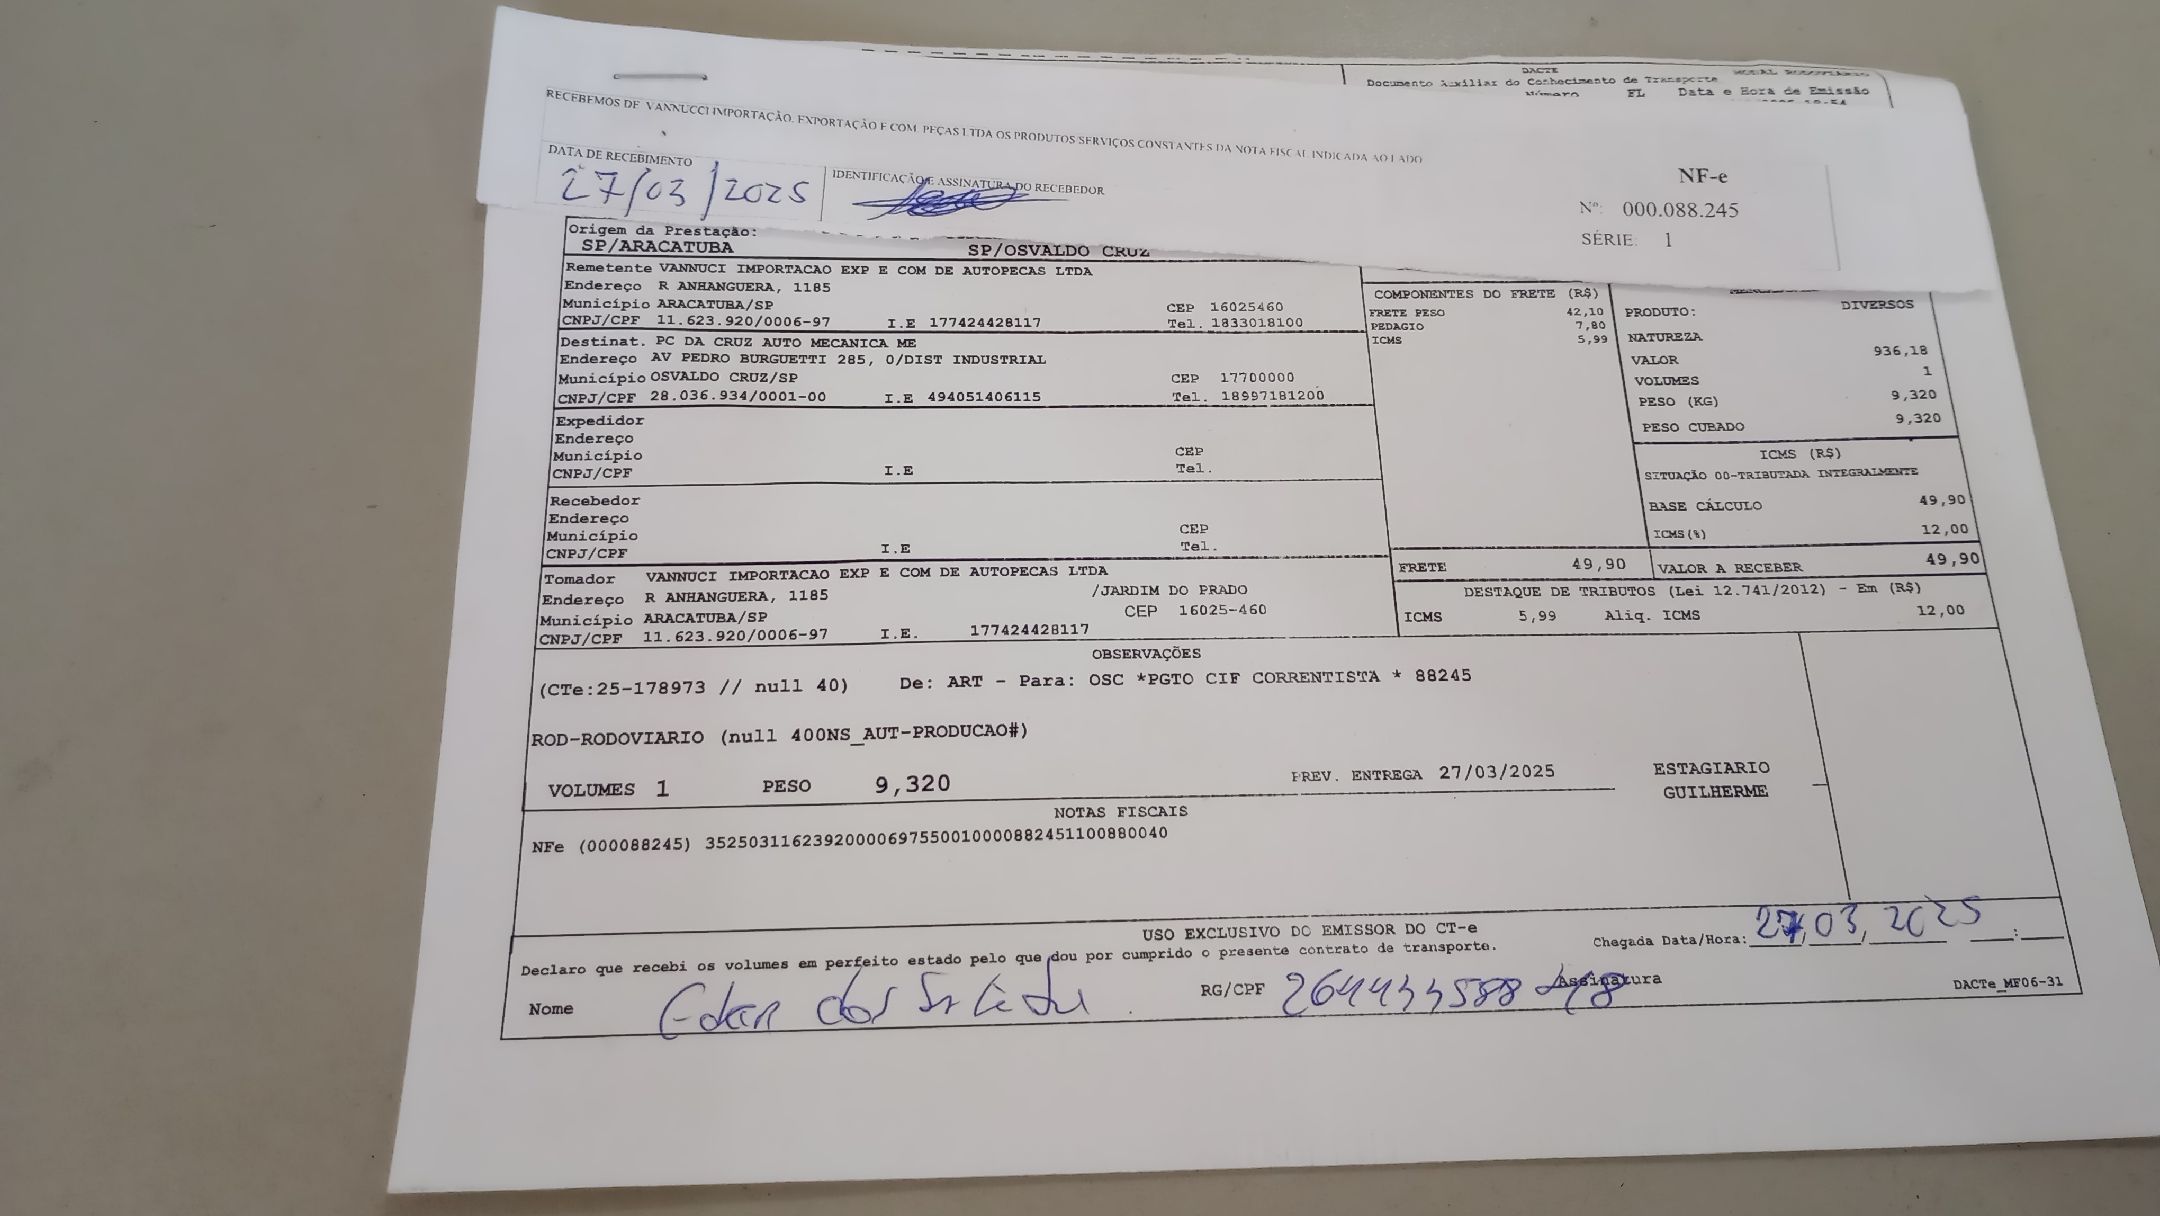 DACTE MODAL RODOVIÁRIO
Documento Auxiliar do Conhecimento de Transporte
Número FL Data e Hora de Emissão
RECEBEMOS DE VANNUCCI IMPORTAÇÃO. EXPORTAÇÃO E COM. PEÇAS LTDA OS PRODUTOS SERVIÇOS CONSTANTES DA NOTA FISCAL INDICADA AO LADO
DATA DE RECEBIMENTO
27/03/2025
IDENTIFICAÇÃO E ASSINATURA DO RECEBEDOR
NF-e
Nº: 000.088.245
SÉRIE: 1
Origem da Prestação:
SP/ARACATUBA SP/OSVALDO CRUZ
Remetente VANNUCI IMPORTACAO EXP E COM DE AUTOPECAS LTDA
Endereço R ANHANGUERA, 1185
Município ARACATUBA/SP CEP 16025460
CNPJ/CPF 11.623.920/0006-97 I.E 177424428117 Tel. 1833018100
Destinat. PC DA CRUZ AUTO MECANICA ME
Endereço AV PEDRO BURGUETTI 285, 0/DIST INDUSTRIAL
Município OSVALDO CRUZ/SP CEP 17700000
CNPJ/CPF 28.036.934/0001-00 I.E 494051406115 Tel. 18997181200
Expedidor
Endereço
Município CEP
CNPJ/CPF I.E Tel.
Recebedor
Endereço
Município CEP
CNPJ/CPF I.E Tel.
Tomador VANNUCI IMPORTACAO EXP E COM DE AUTOPECAS LTDA
Endereço R ANHANGUERA, 1185 /JARDIM DO PRADO
Município ARACATUBA/SP CEP 16025-460
CNPJ/CPF 11.623.920/0006-97 I.E. 177424428117
COMPONENTES DO FRETE (R$)
FRETE PESO 42,10
PEDAGIO 7,80
ICMS 5,99
PRODUTO: DIVERSOS
NATUREZA
VALOR 936,18
VOLUMES 1
PESO (KG) 9,320
PESO CUBADO 9,320
ICMS (R$)
SITUAÇÃO 00-TRIBUTADA INTEGRALMENTE
BASE CÁLCULO 49,90
ICMS(%) 12,00
FRETE 49,90 VALOR A RECEBER 49,90
DESTAQUE DE TRIBUTOS (Lei 12.741/2012) - Em (R$)
ICMS 5,99 Aliq. ICMS 12,00
OBSERVAÇÕES
(CTe:25-178973 // null 40) De: ART - Para: OSC *PGTO CIF CORRENTISTA * 88245
ROD-RODOVIARIO (null 400NS_AUT-PRODUCAO#)
VOLUMES 1 PESO 9,320 PREV. ENTREGA 27/03/2025
ESTAGIARIO
GUILHERME
NOTAS FISCAIS
NFe (000088245) 35250311623920000697550010000882451100880040
USO EXCLUSIVO DO EMISSOR DO CT-e
Declaro que recebi os volumes em perfeito estado pelo que dou por cumprido o presente contrato de transporte.
Chegada Data/Hora: 27/03/2025 :
Nome dos
RG/CPF
Assinatura
DACTe_MF06-31